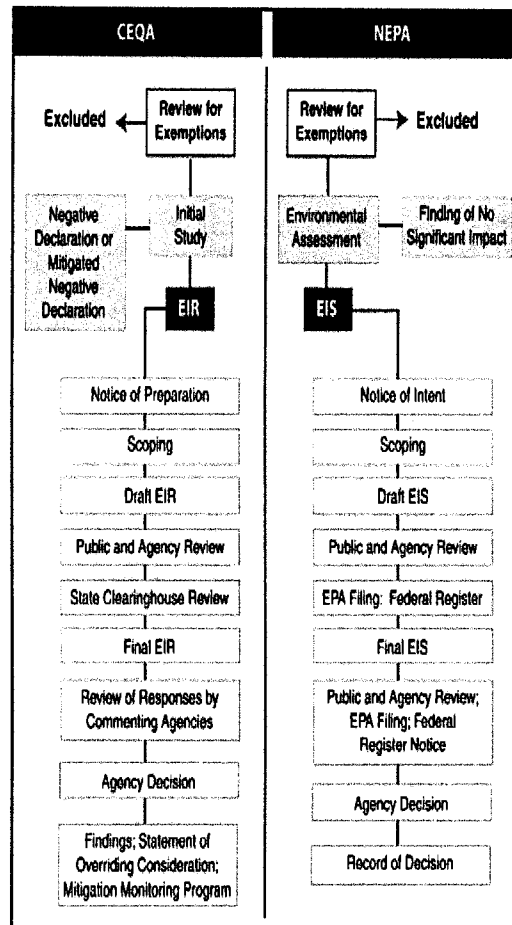 CEQA
Excluded
Review for
Exemptions
Negative
Declaration or
Mitigated
Negative
Declaration
Initial
Study
EIR
Notice of Preparation
Scoping
Draft EIR
Public and Agency Review
State Clearinghouse Review
Final EIR
Review of Responses by
Commenting Agencies
Agency Decision
Findings; Statement of
Overriding Consideration;
Mitigation Monitoring Program
NEPA
Review for
Exemptions
Excluded
Environmental
Assessment
Finding of No
Significant Impact
EIS
Notice of Intent
Scoping
Draft EIS
Public and Agency Review
EPA Filing: Federal Register
Final EIS
Public and Agency Review;
EPA Filing; Federal
Register Notice
Agency Decision
Record of Decision